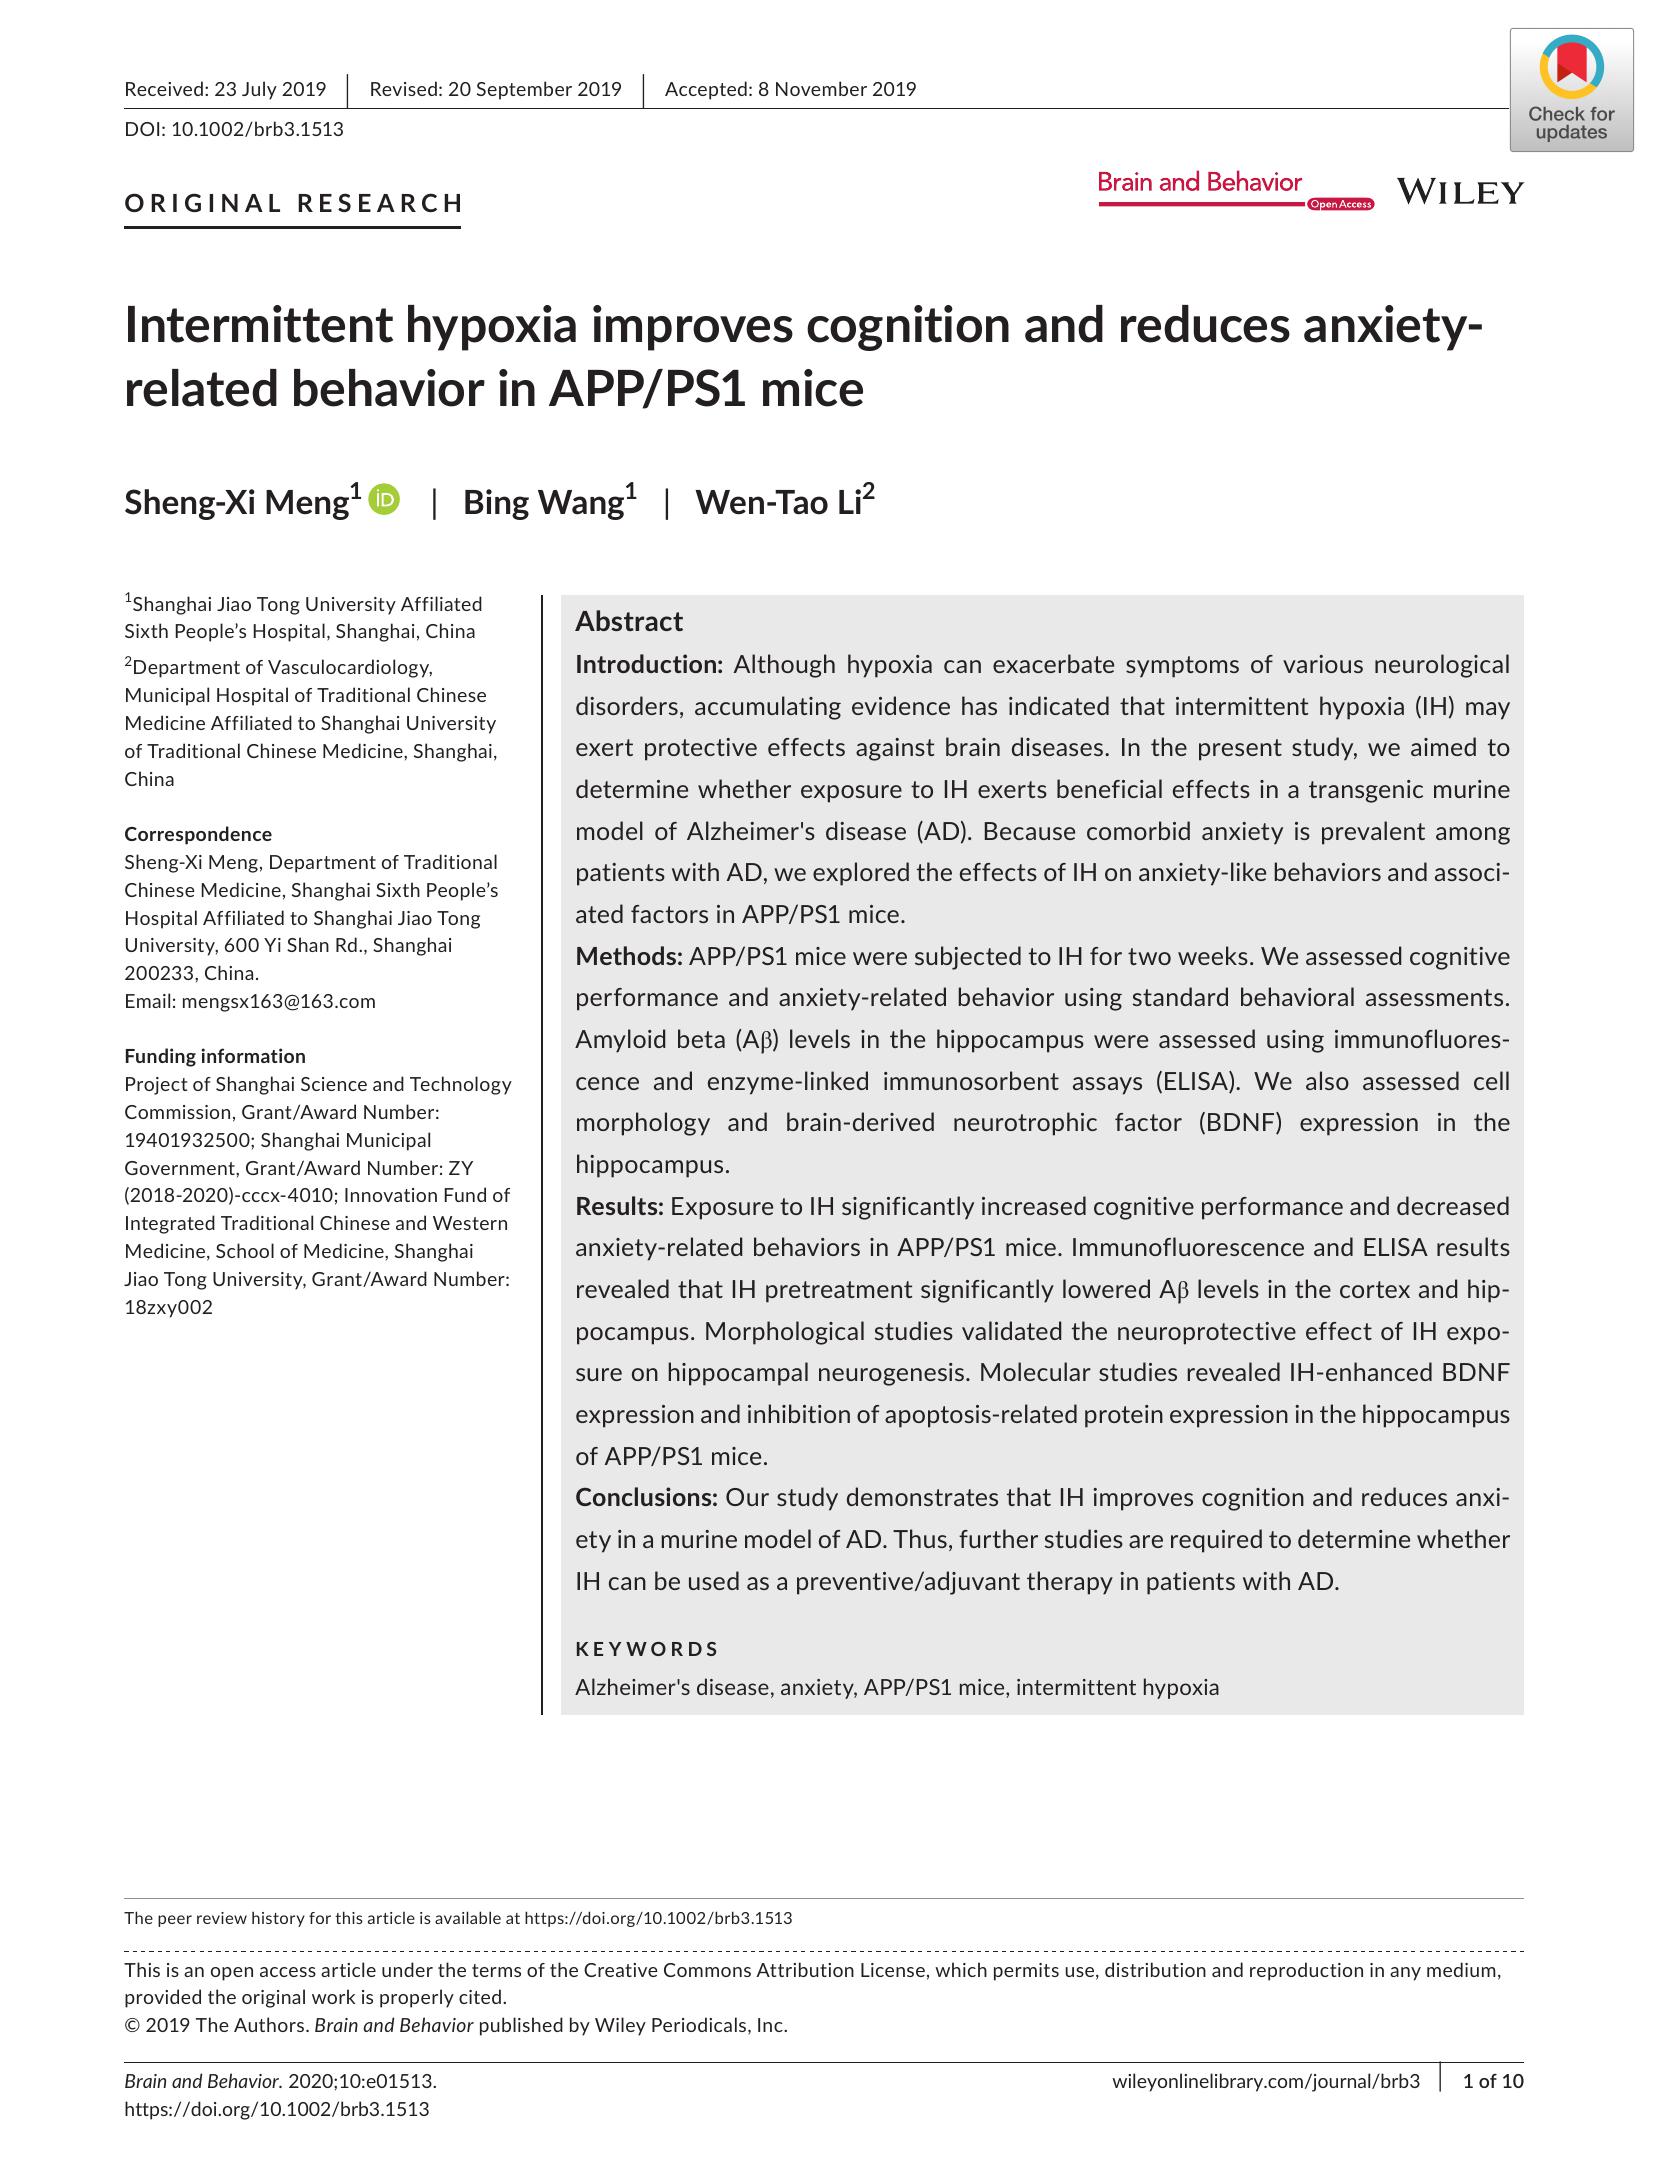 Received: 23 July 2019 | Revised: 20 September 2019 | Accepted: 8 November 2019
DOI: 10.1002/brb3.1513
Check for
updates
ORIGINAL RESEARCH
Brain and Behavior
Open Access
WILEY
Intermittent hypoxia improves cognition and reduces anxiety-
related behavior in APP/PS1 mice
Sheng-Xi Meng1 iD | Bing Wang1 | Wen-Tao Li2
1Shanghai Jiao Tong University Affiliated
Sixth People’s Hospital, Shanghai, China
2Department of Vasculocardiology,
Municipal Hospital of Traditional Chinese
Medicine Affiliated to Shanghai University
of Traditional Chinese Medicine, Shanghai,
China
Correspondence
Sheng-Xi Meng, Department of Traditional
Chinese Medicine, Shanghai Sixth People’s
Hospital Affiliated to Shanghai Jiao Tong
University, 600 Yi Shan Rd., Shanghai
200233, China.
Email: mengsx163@163.com
Funding information
Project of Shanghai Science and Technology
Commission, Grant/Award Number:
19401932500; Shanghai Municipal
Government, Grant/Award Number: ZY
(2018-2020)-cccx-4010; Innovation Fund of
Integrated Traditional Chinese and Western
Medicine, School of Medicine, Shanghai
Jiao Tong University, Grant/Award Number:
18zxy002
Abstract
Introduction: Although hypoxia can exacerbate symptoms of various neurological
disorders, accumulating evidence has indicated that intermittent hypoxia (IH) may
exert protective effects against brain diseases. In the present study, we aimed to
determine whether exposure to IH exerts beneficial effects in a transgenic murine
model of Alzheimer's disease (AD). Because comorbid anxiety is prevalent among
patients with AD, we explored the effects of IH on anxiety-like behaviors and associ-
ated factors in APP/PS1 mice.
Methods: APP/PS1 mice were subjected to IH for two weeks. We assessed cognitive
performance and anxiety-related behavior using standard behavioral assessments.
Amyloid beta (Aβ) levels in the hippocampus were assessed using immunofluores-
cence and enzyme-linked immunosorbent assays (ELISA). We also assessed cell
morphology and brain-derived neurotrophic factor (BDNF) expression in the
hippocampus.
Results: Exposure to IH significantly increased cognitive performance and decreased
anxiety-related behaviors in APP/PS1 mice. Immunofluorescence and ELISA results
revealed that IH pretreatment significantly lowered Aβ levels in the cortex and hip-
pocampus. Morphological studies validated the neuroprotective effect of IH expo-
sure on hippocampal neurogenesis. Molecular studies revealed IH-enhanced BDNF
expression and inhibition of apoptosis-related protein expression in the hippocampus
of APP/PS1 mice.
Conclusions: Our study demonstrates that IH improves cognition and reduces anxi-
ety in a murine model of AD. Thus, further studies are required to determine whether
IH can be used as a preventive/adjuvant therapy in patients with AD.
KEYWORDS
Alzheimer's disease, anxiety, APP/PS1 mice, intermittent hypoxia
The peer review history for this article is available at https://doi.org/10.1002/brb3.1513
This is an open access article under the terms of the Creative Commons Attribution License, which permits use, distribution and reproduction in any medium,
provided the original work is properly cited.
© 2019 The Authors. Brain and Behavior published by Wiley Periodicals, Inc.
Brain and Behavior. 2020;10:e01513.
https://doi.org/10.1002/brb3.1513
wileyonlinelibrary.com/journal/brb3 | 1 of 10